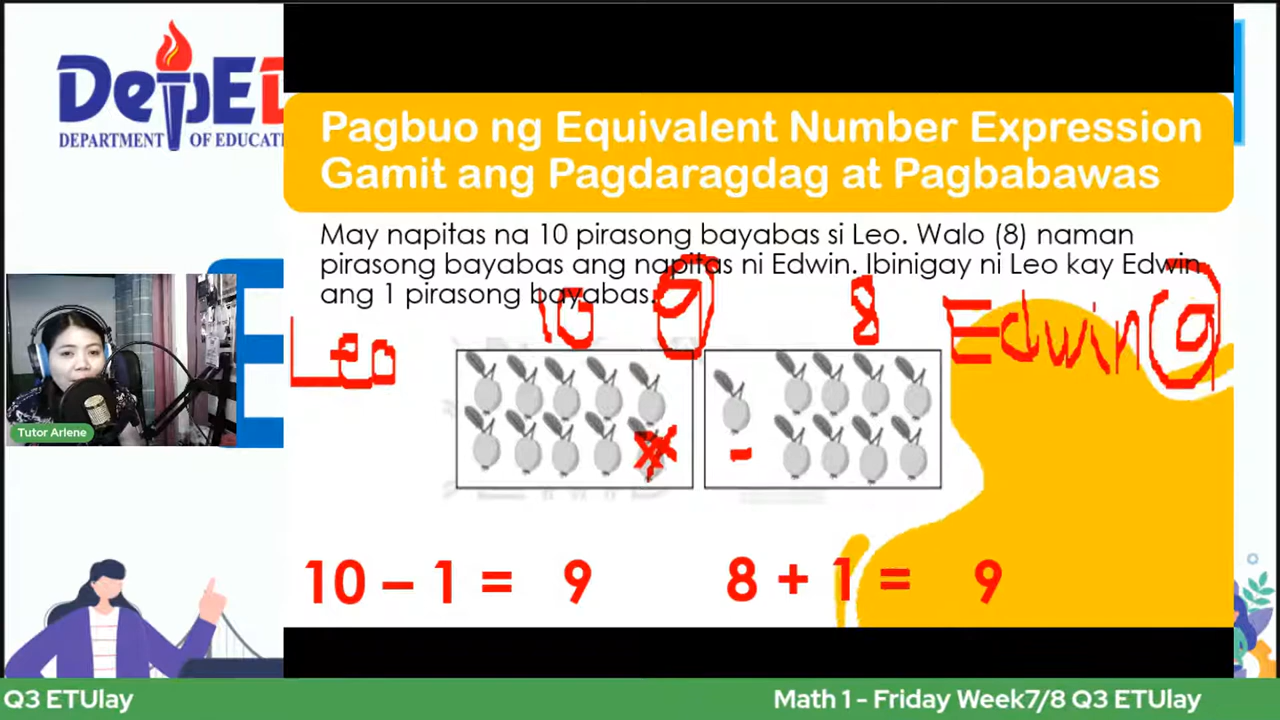 DepED
DEPARTMENT OF EDUCATI
Pagbuo ng Equivalent Number Expression
Gamit ang Pagdaragdag at Pagbabawas
May napitas na 10 pirasong bayabas si Leo. Walo (8) naman
pirasong bayabas ang napitas ni Edwin. Ibinigay ni Leo kay Edwin
ang 1 pirasong bayabas.
Leo 10 9 8 Edwin 9
Tutor Arlene
10 – 1 = 9 8 + 1 = 9
Q3 ETUlay Math 1 - Friday Week7/8 Q3 ETUlay